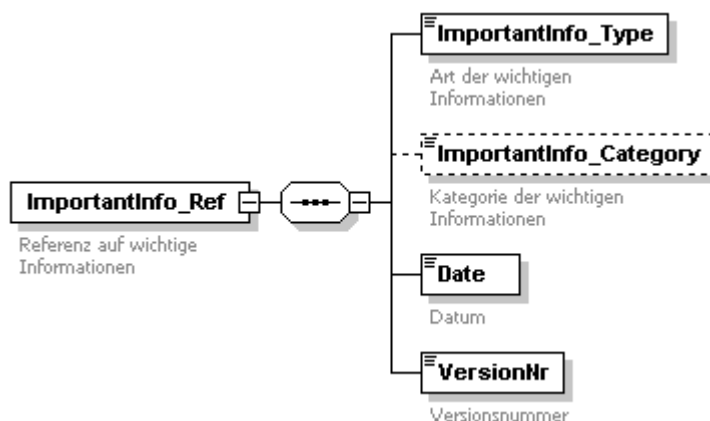 ImportantInfo_Type
Art der wichtigen
Informationen
ImportantInfo_Category
Kategorie der wichtigen
Informationen
ImportantInfo_Ref
Referenz auf wichtige
Informationen
Date
Datum
VersionNr
Versionsnummer